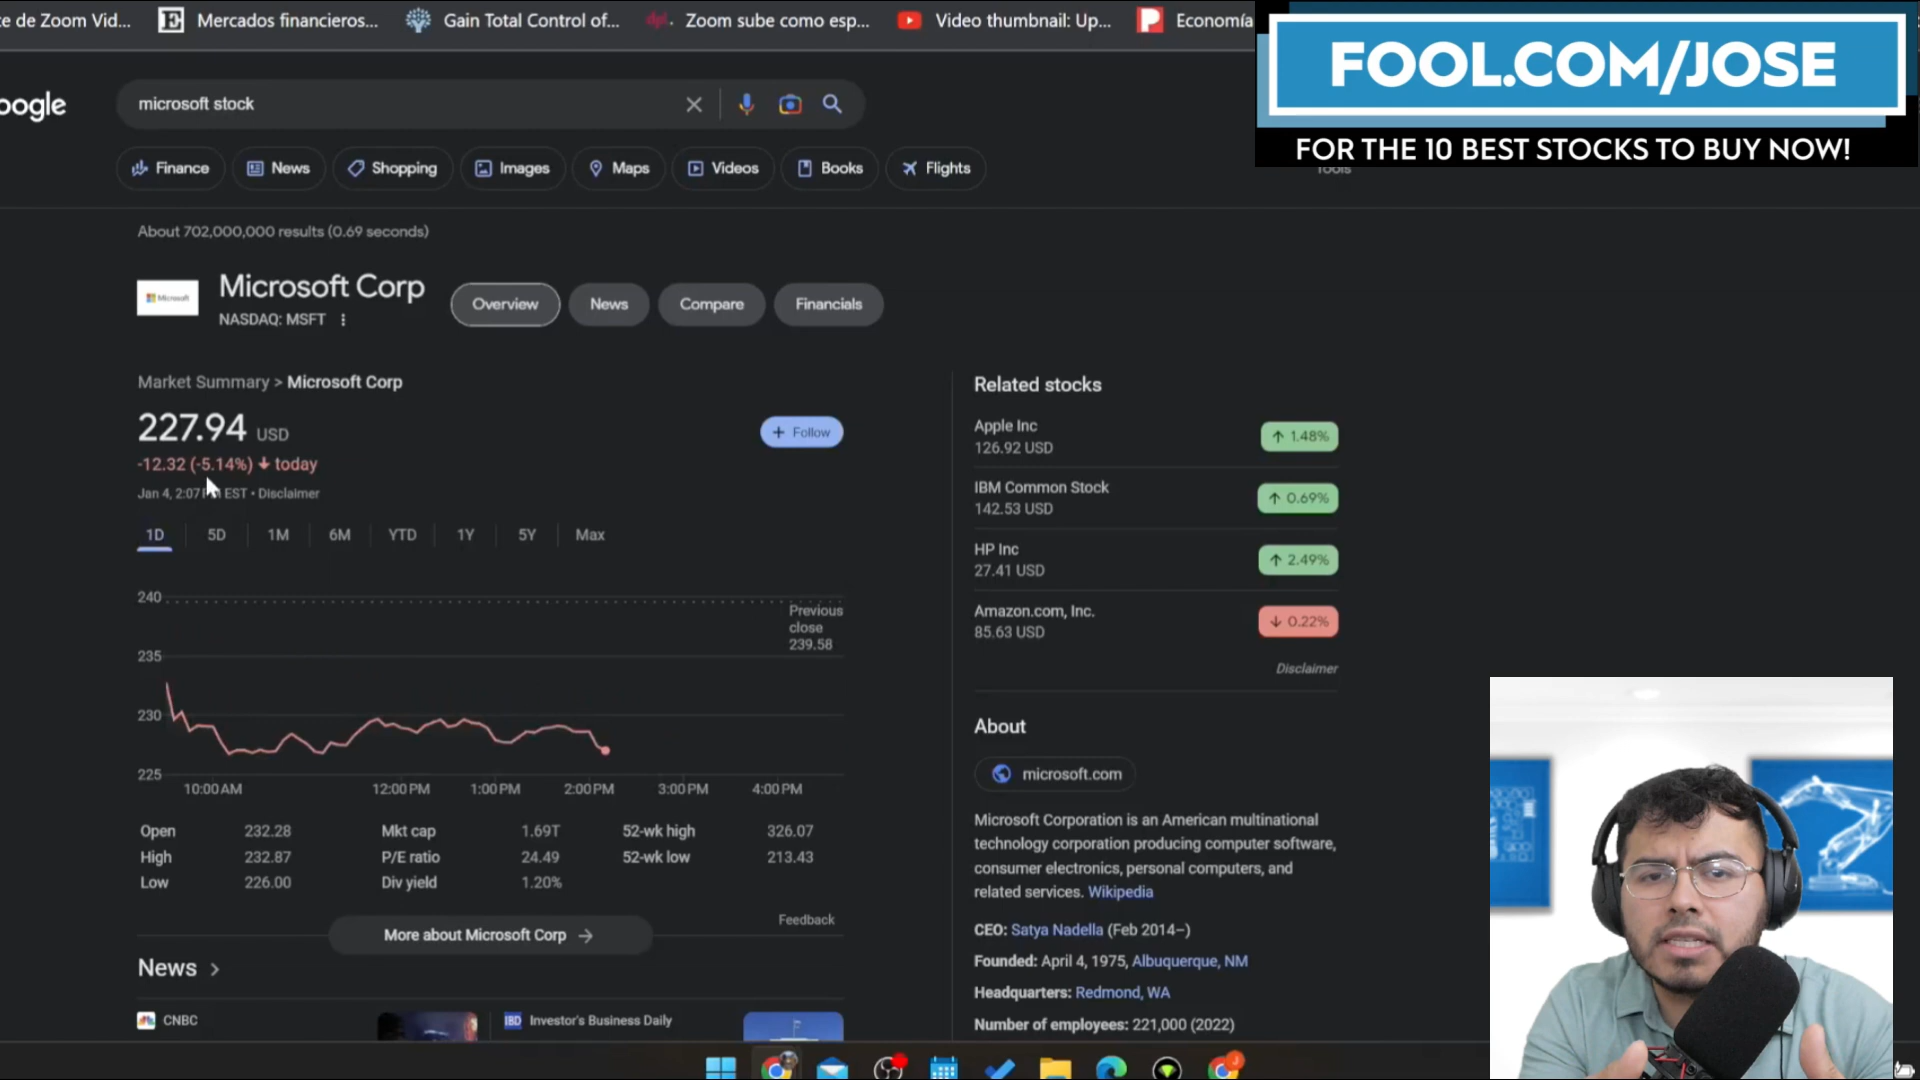 te de Zoom Vid...
Mercados financieros...
Gain Total Control of...
Zoom sube como esp...
Video thumbnail: Up...
Economía
FOOL.COM/JOSE
FOR THE 10 BEST STOCKS TO BUY NOW!
oogle
microsoft stock
Finance
News
Shopping
Images
Maps
Videos
Books
Flights
Tools
About 702,000,000 results (0.69 seconds)
Microsoft
Microsoft Corp
NASDAQ: MSFT
Overview
News
Compare
Financials
Market Summary > Microsoft Corp
227.94 USD
+ Follow
-12.32 (-5.14%) ↓ today
Jan 4, 2:07 EST • Disclaimer
1D
5D
1M
6M
YTD
1Y
5Y
Max
240
235
230
225
Previous
close
239.58
10:00 AM
12:00 PM
1:00 PM
2:00 PM
3:00 PM
4:00 PM
Open 232.28
High 232.87
Low 226.00
Mkt cap 1.69T
P/E ratio 24.49
Div yield 1.20%
52-wk high 326.07
52-wk low 213.43
Feedback
More about Microsoft Corp →
News >
CNBC
IBD Investor's Business Daily
Related stocks
Apple Inc
126.92 USD
↑ 1.48%
IBM Common Stock
142.53 USD
↑ 0.69%
HP Inc
27.41 USD
↑ 2.49%
Amazon.com, Inc.
85.63 USD
↓ 0.22%
Disclaimer
About
microsoft.com
Microsoft Corporation is an American multinational
technology corporation producing computer software,
consumer electronics, personal computers, and
related services. Wikipedia
CEO: Satya Nadella (Feb 2014–)
Founded: April 4, 1975, Albuquerque, NM
Headquarters: Redmond, WA
Number of employees: 221,000 (2022)